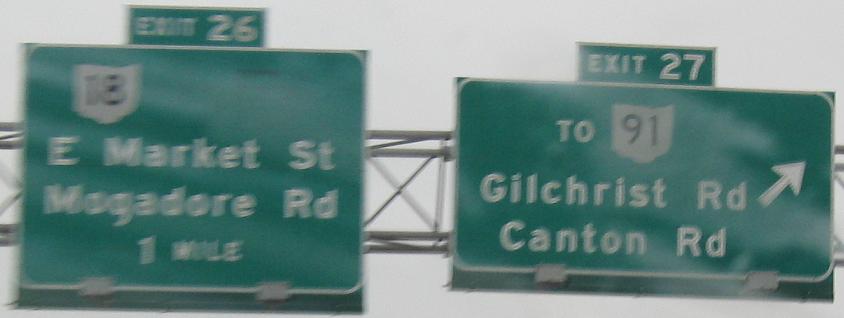 EXIT 26
18
E Market St
Mogadore Rd
1 MILE
EXIT 27
TO 91
Gilchrist Rd
Canton Rd